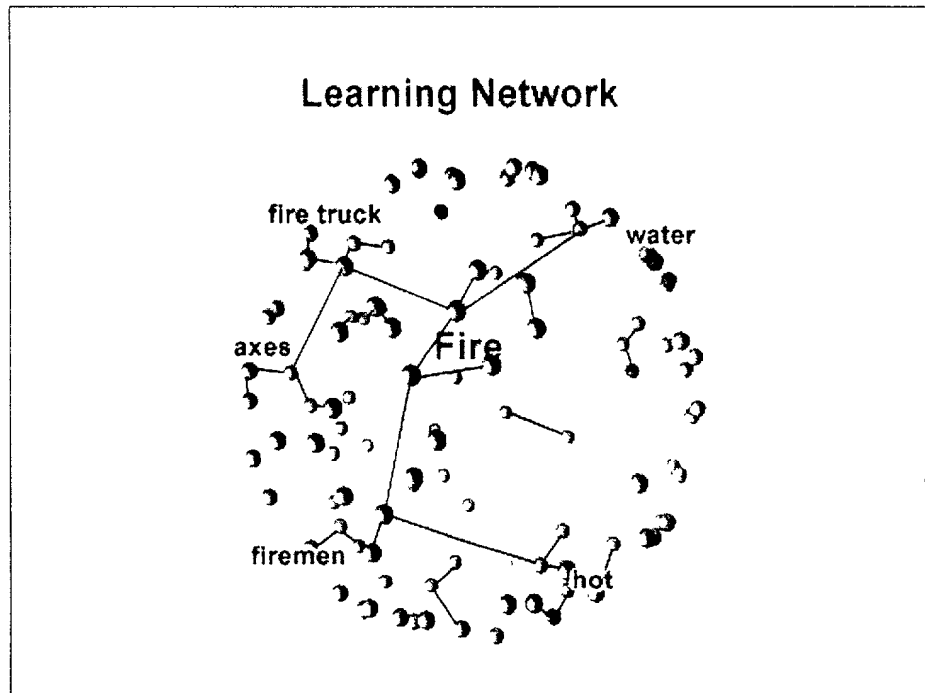 Learning Network
fire truck
water
Fire
axes
firemen
hot